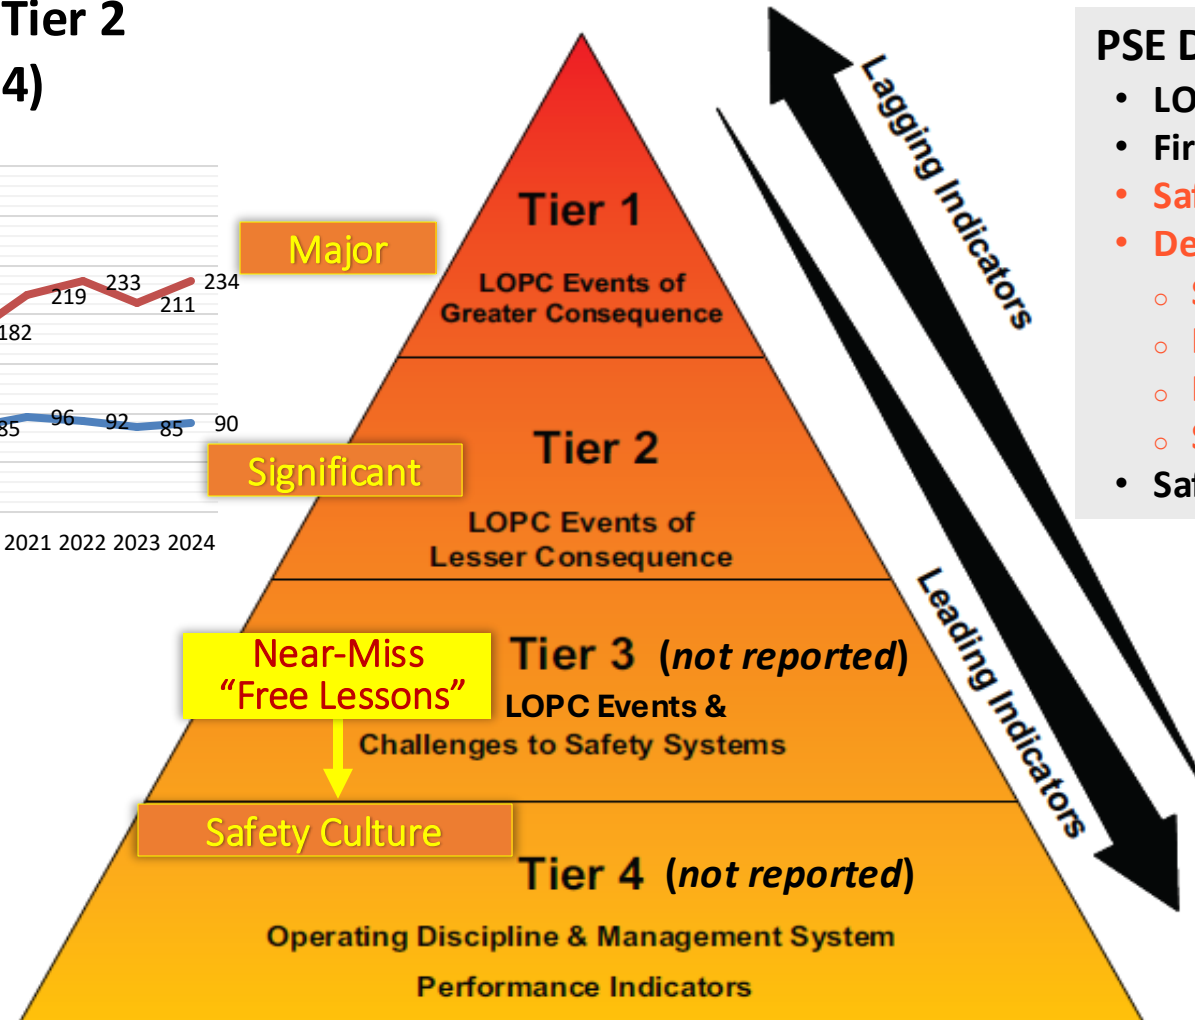 Tier 2
4)
182
219
233
211
234
85
96
92
85
90
2021 2022 2023 2024
Major
Significant
Near-Miss
“Free Lessons”
Safety Culture
Tier 1
LOPC Events of
Greater Consequence
Tier 2
LOPC Events of
Lesser Consequence
Tier 3 (not reported)
LOPC Events &
Challenges to Safety Systems
Tier 4 (not reported)
Operating Discipline & Management System
Performance Indicators
Lagging Indicators
Leading Indicators
PSE
• LO
• Fir
• Sa
• De
• Sa